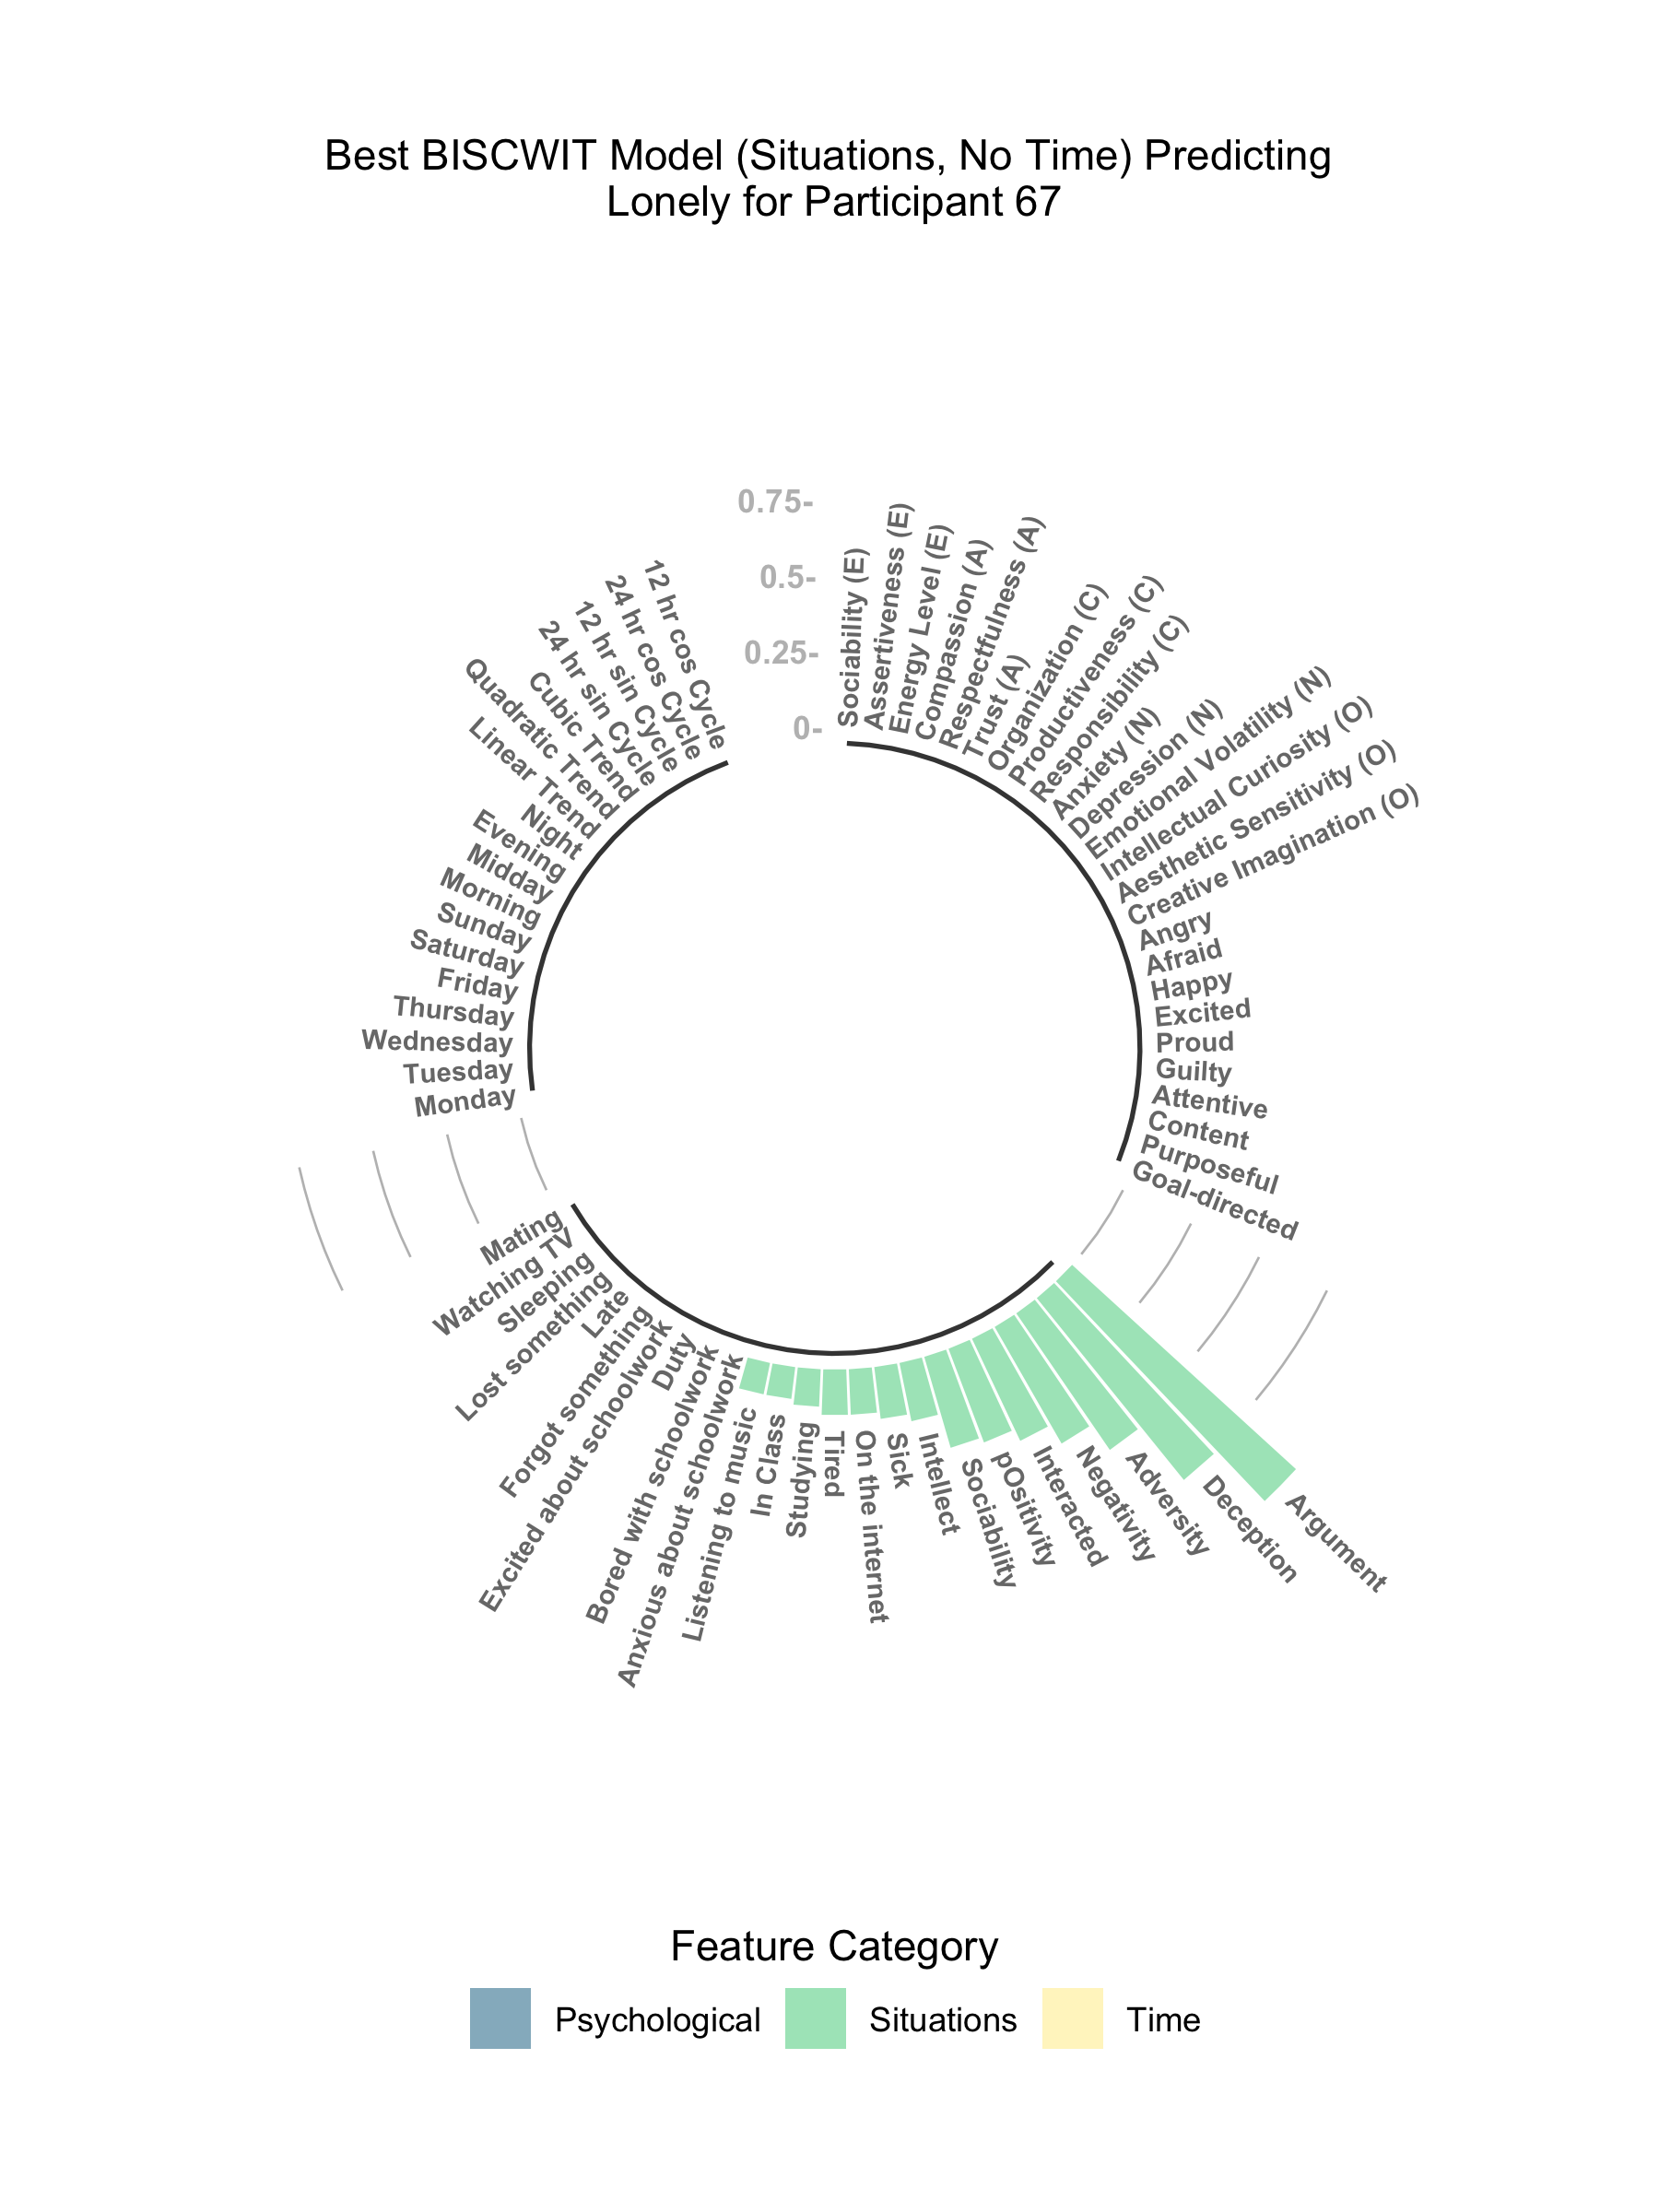 Best BISCWIT Model (Situations, No Time) Predicting
Lonely for Participant 67
0.75-
0.5-
0.25-
0-
Sociability (E)
Assertiveness (E)
Energy Level (E)
Compassion (A)
Respectfulness (A)
Trust (A)
Organization (C)
Productiveness (C)
Responsibility (C)
Anxiety (N)
Depression (N)
Emotional Volatility (N)
Intellectual Curiosity (O)
Aesthetic Sensitivity (O)
Creative Imagination (O)
Angry
Afraid
Happy
Excited
Proud
Guilty
Attentive
Content
Purposeful
Goal-directed
Argument
Deception
Adversity
Negativity
Interacted
pOsitivity
Sociability
Intellect
Sick
On the internet
Tired
Studying
In Class
Listening to music
Anxious about schoolwork
Bored with schoolwork
Duty
Excited about schoolwork
Forgot something
Late
Lost something
Sleeping
Watching TV
Mating
Monday
Tuesday
Wednesday
Thursday
Friday
Saturday
Sunday
Morning
Midday
Evening
Night
Linear Trend
Quadratic Trend
Cubic Trend
24 hr sin Cycle
12 hr sin Cycle
24 hr cos Cycle
12 hr cos Cycle
Feature Category
Psychological
Situations
Time